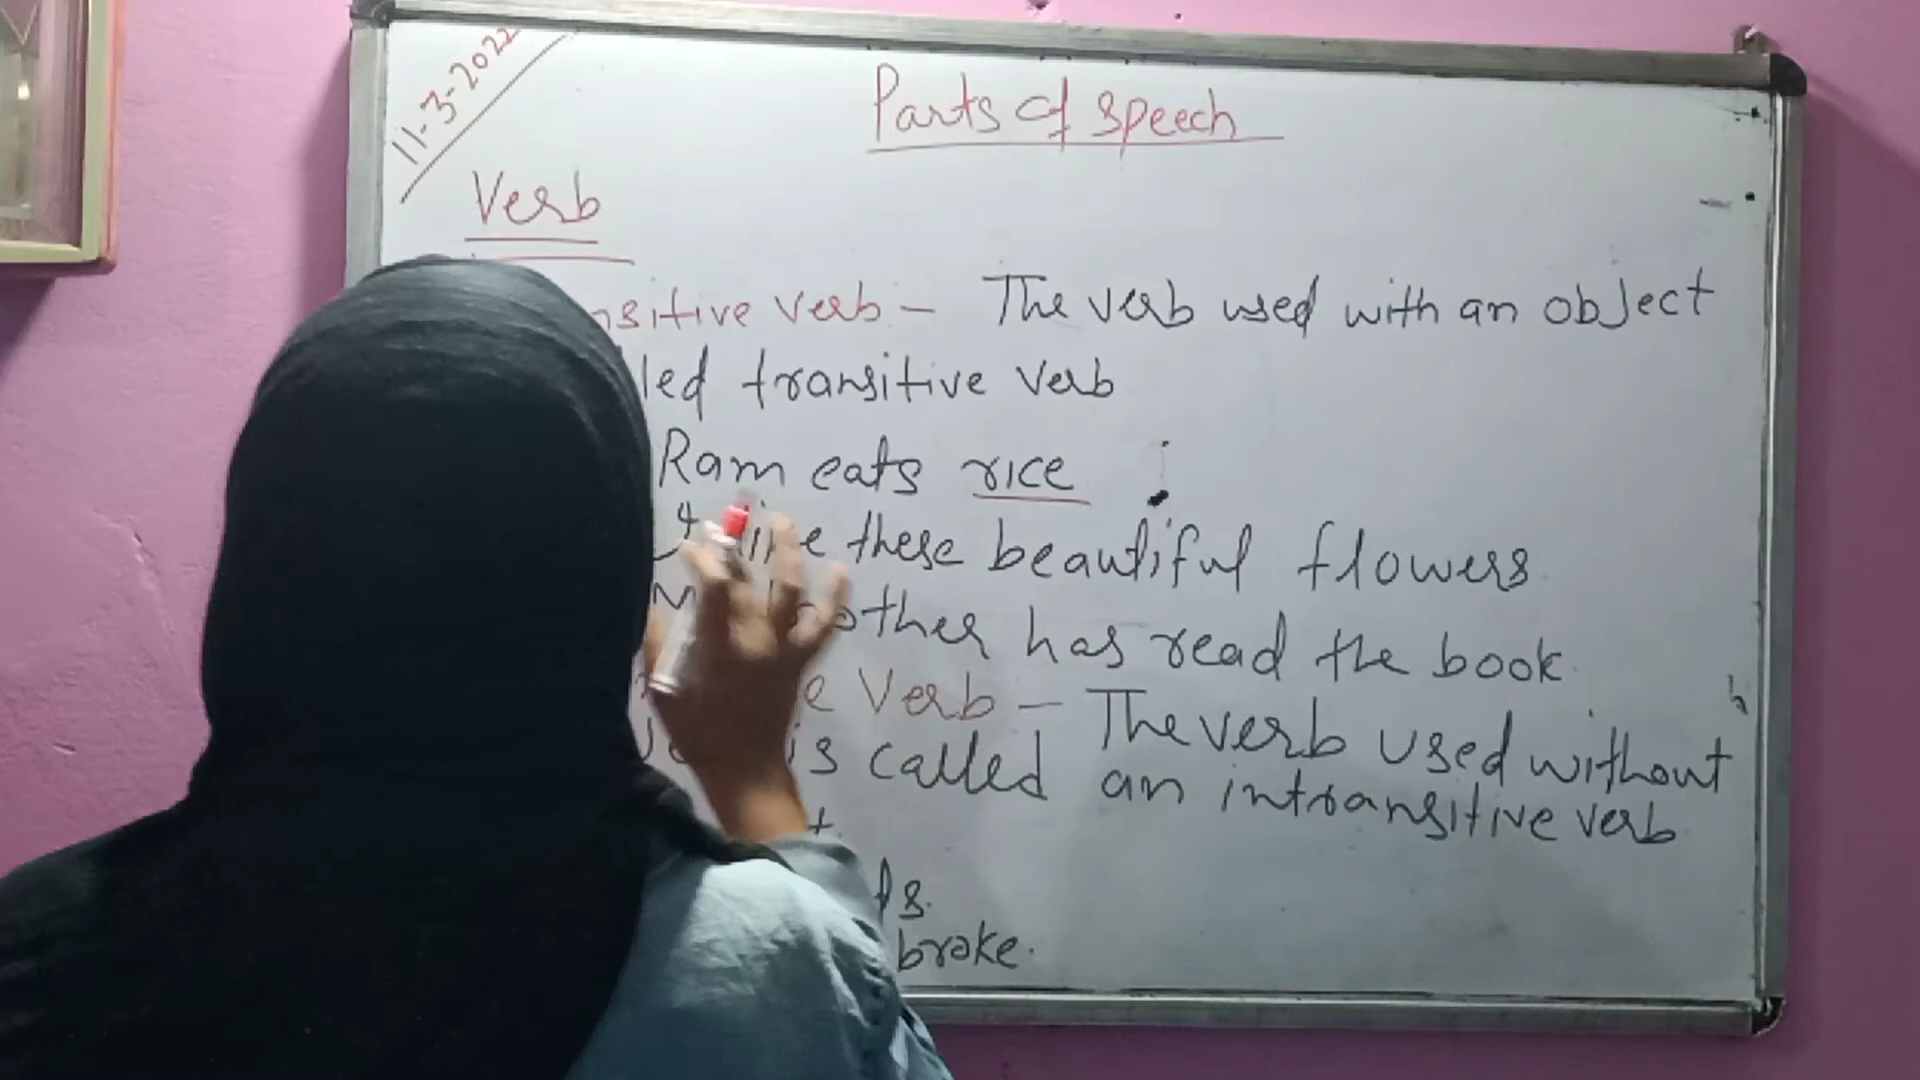 11-3-2022
Parts of speech
Verb
nsitive verb - The verb used with an object
led transitive verb
Ram eats rice
these beautiful flowers
other has read the book.
e Verb - The verb used without
is called an intransitive verb
ls.
broke.